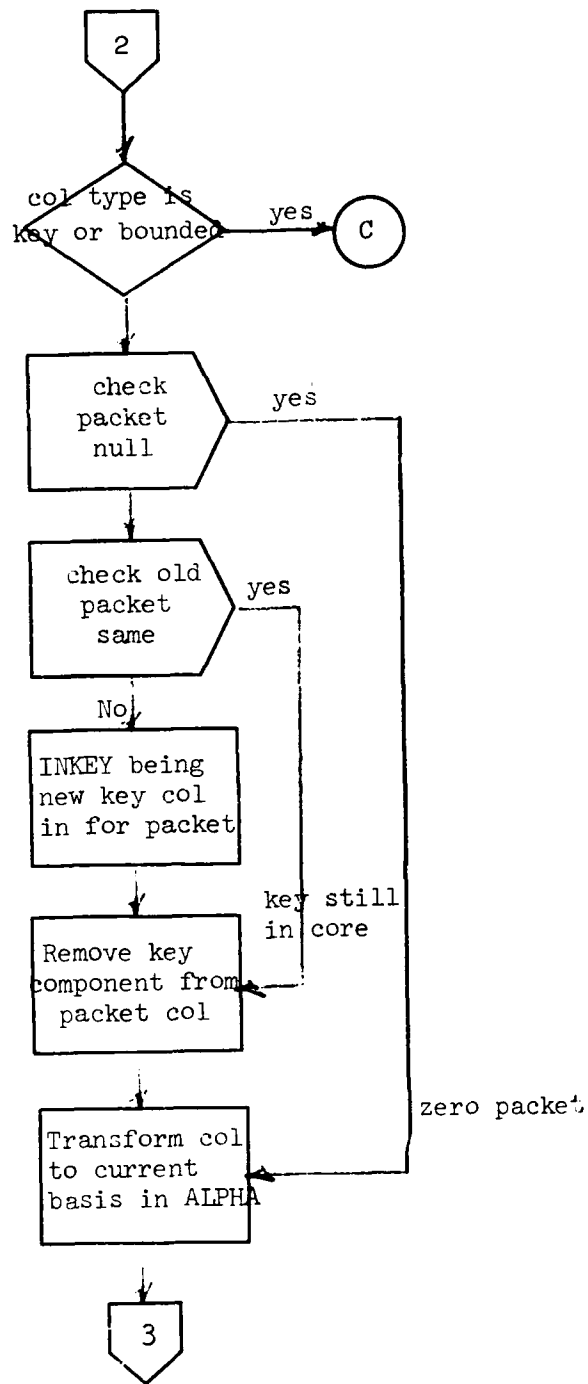 2
col type is
key or bounded
yes
C
check
packet
null
yes
check old
packet
same
yes
No
INKEY being
new key col
in for packet
key still
in core
Remove key
component from
packet col
zero packet
Transform col
to current
basis in ALPHA
3